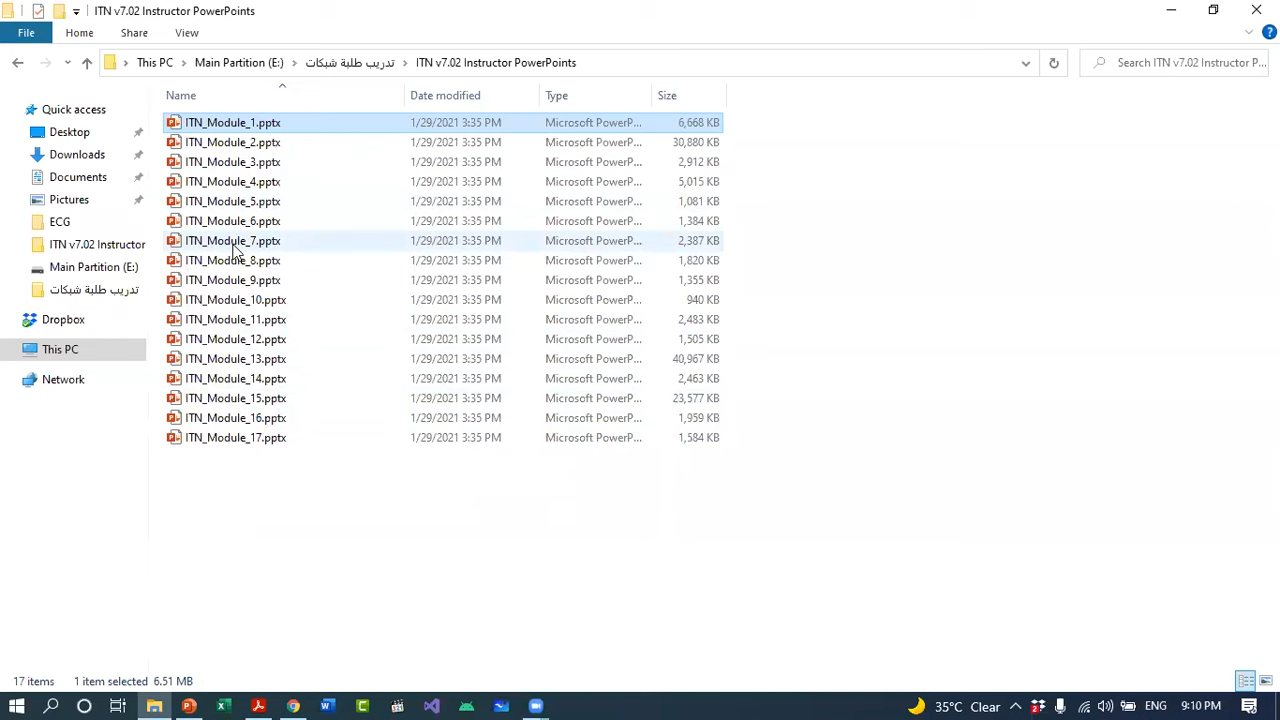 ITN v7.02 Instructor PowerPoints
File Home Share View
This PC Main Partition (E:) تدريب طلبة شبكات ITN v7.02 Instructor PowerPoints Search ITN v7.02 Instructor P...
Name Date modified Type Size
Quick access
Desktop
Downloads
Documents
Pictures
ECG
ITN v7.02 Instructor
Main Partition (E:)
تدريب طلبة شبكات
Dropbox
This PC
Network
ITN_Module_1.pptx 1/29/2021 3:35 PM Microsoft PowerP... 6,668 KB
ITN_Module_2.pptx 1/29/2021 3:35 PM Microsoft PowerP... 30,880 KB
ITN_Module_3.pptx 1/29/2021 3:35 PM Microsoft PowerP... 2,912 KB
ITN_Module_4.pptx 1/29/2021 3:35 PM Microsoft PowerP... 5,015 KB
ITN_Module_5.pptx 1/29/2021 3:35 PM Microsoft PowerP... 1,081 KB
ITN_Module_6.pptx 1/29/2021 3:35 PM Microsoft PowerP... 1,384 KB
ITN_Module_7.pptx 1/29/2021 3:35 PM Microsoft PowerP... 2,387 KB
ITN_Module_8.pptx 1/29/2021 3:35 PM Microsoft PowerP... 1,820 KB
ITN_Module_9.pptx 1/29/2021 3:35 PM Microsoft PowerP... 1,355 KB
ITN_Module_10.pptx 1/29/2021 3:35 PM Microsoft PowerP... 940 KB
ITN_Module_11.pptx 1/29/2021 3:35 PM Microsoft PowerP... 2,483 KB
ITN_Module_12.pptx 1/29/2021 3:35 PM Microsoft PowerP... 1,505 KB
ITN_Module_13.pptx 1/29/2021 3:35 PM Microsoft PowerP... 40,967 KB
ITN_Module_14.pptx 1/29/2021 3:35 PM Microsoft PowerP... 2,463 KB
ITN_Module_15.pptx 1/29/2021 3:35 PM Microsoft PowerP... 23,577 KB
ITN_Module_16.pptx 1/29/2021 3:35 PM Microsoft PowerP... 1,959 KB
ITN_Module_17.pptx 1/29/2021 3:35 PM Microsoft PowerP... 1,584 KB
17 items 1 item selected 6.51 MB
35°C Clear ENG 9:10 PM